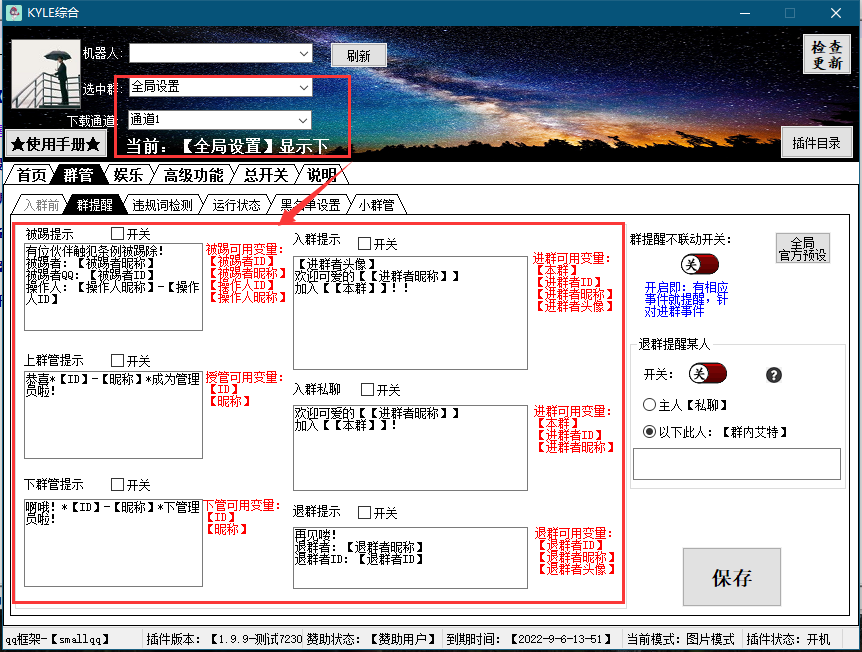 KYLE综合
机器人:
刷新
检查
更新
选中群:
全局设置
下载通道
通道1
★使用手册★
当前：【全局设置】显示下
插件目录
首页
群管
娱乐
高级功能
总开关
说明
入群前
群提醒
违规词检测
运行状态
黑名单设置
小群管
被踢提示
开关
有位伙伴触犯条例被踢除!
被踢者:【被踢者昵称】
被踢者QQ:【被踢者ID】
操作人:【操作人昵称】-【操作
人ID】
被踢可用变量:
【被踢者ID】
【被踢者昵称】
【操作人ID】
【操作人昵称】
上群管提示
开关
恭喜*【ID】-【昵称】*成为管理
员啦!
授管可用变量:
【ID】
【昵称】
下群管提示
开关
啊哦!*【ID】-【昵称】*下管理
员啦!
下管可用变量:
【ID】
【昵称】
入群提示
开关
【进群者头像】
欢迎可爱的【【进群者昵称】】
加入【【本群】】!!
进群可用变量:
【本群】
【进群者ID】
【进群者昵称】
【进群者头像】
入群私聊
开关
欢迎可爱的【【进群者昵称】】
加入【【本群】】!
进群可用变量:
【本群】
【进群者ID】
【进群者昵称】
退群提示
开关
再见喽!
退群者:【退群者昵称】
退群者ID:【退群者ID】
退群可用变量:
【退群者ID】
【退群者昵称】
【退群者头像】
群提醒不联动开关:
关
全局
官方预设
开启即: 有相应
事件就提醒，针
对进群事件
退群提醒某人
开关:
关
?
主人【私聊】
以下此人:【群内艾特】
保存
qq框架-【smallqq】
插件版本:【1.9.9-测试7230
赞助状态:【赞助用户】
到期时间:【2022-9-6-13-51】
当前模式: 图片模式
插件状态: 开机